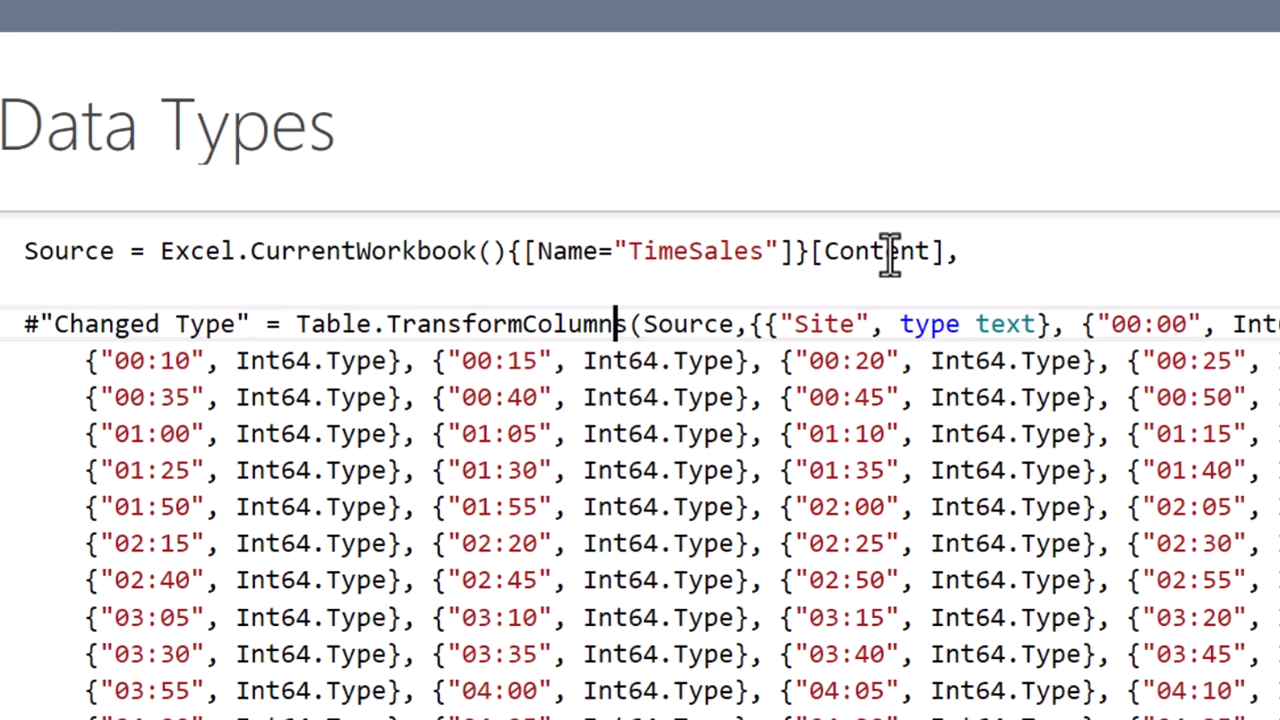 Data Types
Source = Excel.CurrentWorkbook(){[Name="TimeSales"]}[Content],
#"Changed Type" = Table.TransformColumns(Source,{{"Site", type text}, {"00:00", Int
{"00:10", Int64.Type}, {"00:15", Int64.Type}, {"00:20", Int64.Type}, {"00:25",
{"00:35", Int64.Type}, {"00:40", Int64.Type}, {"00:45", Int64.Type}, {"00:50",
{"01:00", Int64.Type}, {"01:05", Int64.Type}, {"01:10", Int64.Type}, {"01:15",
{"01:25", Int64.Type}, {"01:30", Int64.Type}, {"01:35", Int64.Type}, {"01:40",
{"01:50", Int64.Type}, {"01:55", Int64.Type}, {"02:00", Int64.Type}, {"02:05",
{"02:15", Int64.Type}, {"02:20", Int64.Type}, {"02:25", Int64.Type}, {"02:30",
{"02:40", Int64.Type}, {"02:45", Int64.Type}, {"02:50", Int64.Type}, {"02:55",
{"03:05", Int64.Type}, {"03:10", Int64.Type}, {"03:15", Int64.Type}, {"03:20",
{"03:30", Int64.Type}, {"03:35", Int64.Type}, {"03:40", Int64.Type}, {"03:45",
{"03:55", Int64.Type}, {"04:00", Int64.Type}, {"04:05", Int64.Type}, {"04:10",